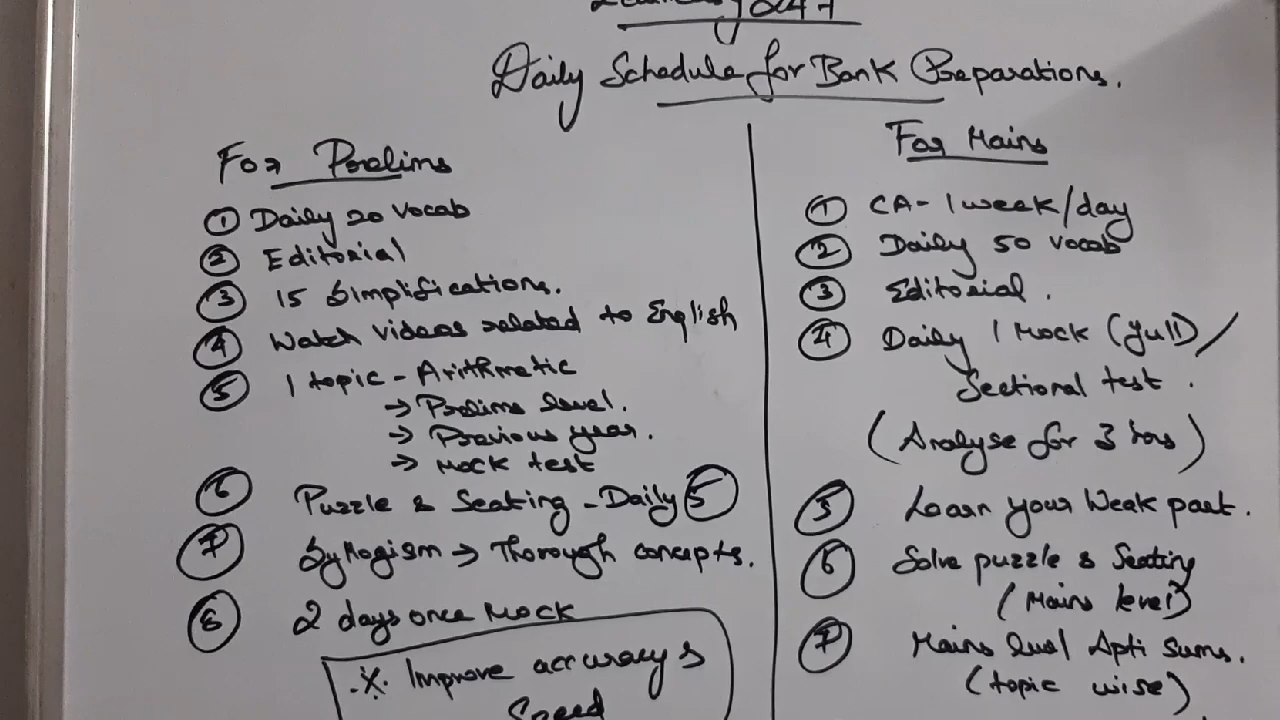 Daily Schedule for Bank Preparations.
For Prelims
① Daily 20 vocab
② Editorial
③ 15 Simplifications.
④ Watch Videos related to English
⑤ 1 topic - Arithmetic
→ Prelims level.
→ Previous year.
→ Mock test
⑥ Puzzle & Seating - Daily ⑤
⑦ Syllogism → Thorough concepts.
⑧ 2 days once Mock
※ Improve accuracy &
Speed
For Mains
① CA - 1 week/day
② Daily 50 vocab
③ Editorial.
④ Daily 1 Mock (full) /
Sectional test.
(Analyse for 3 hrs)
⑤ Learn your Weak part.
⑥ Solve puzzle & Seating
(Mains level)
⑦ Mains level Apti Sums.
(topic wise)